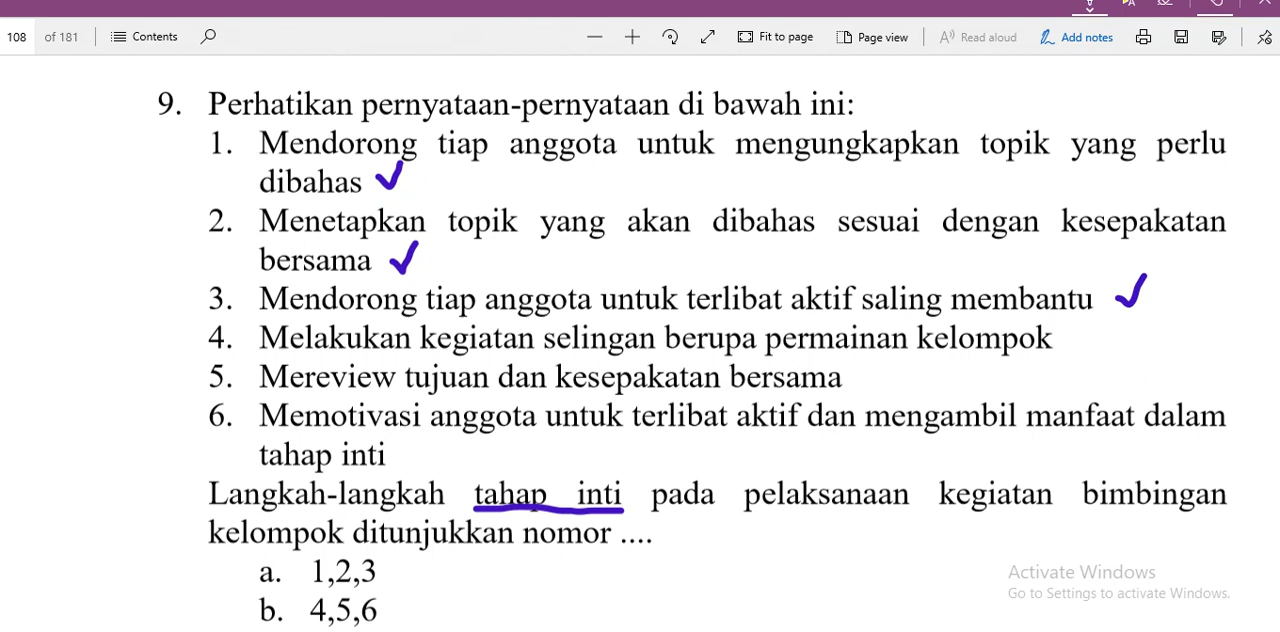 108 of 181 Contents Fit to page Page view Read aloud Add notes
9. Perhatikan pernyataan-pernyataan di bawah ini:
1. Mendorong tiap anggota untuk mengungkapkan topik yang perlu
dibahas
2. Menetapkan topik yang akan dibahas sesuai dengan kesepakatan
bersama
3. Mendorong tiap anggota untuk terlibat aktif saling membantu
4. Melakukan kegiatan selingan berupa permainan kelompok
5. Mereview tujuan dan kesepakatan bersama
6. Memotivasi anggota untuk terlibat aktif dan mengambil manfaat dalam
tahap inti
Langkah-langkah tahap inti pada pelaksanaan kegiatan bimbingan
kelompok ditunjukkan nomor ....
a. 1,2,3
b. 4,5,6
Activate Windows
Go to Settings to activate Windows.